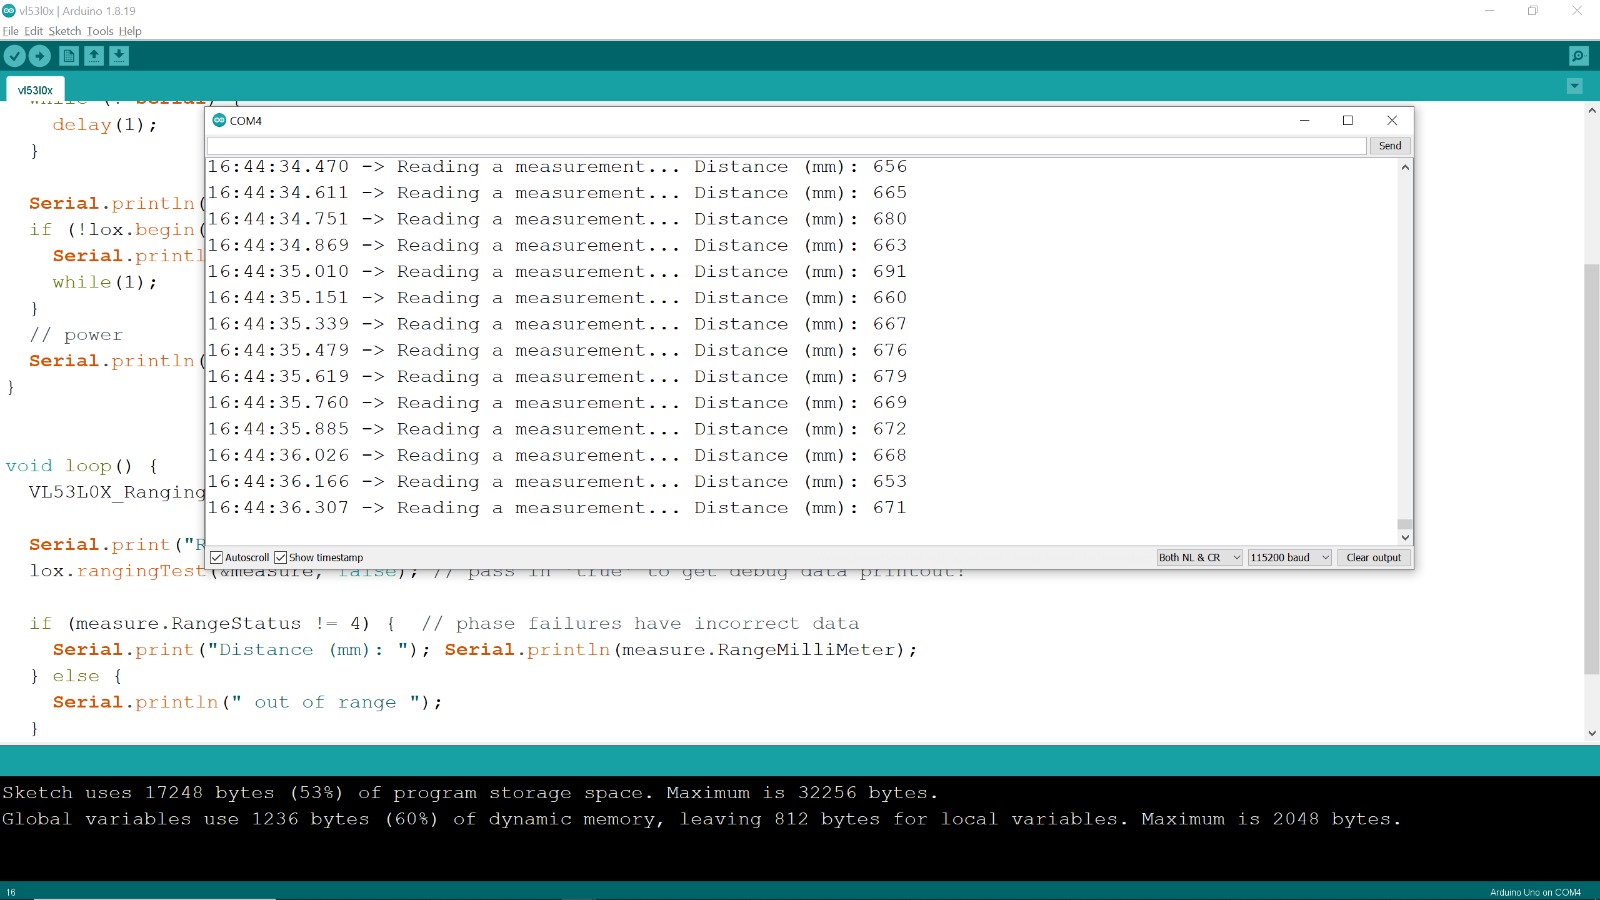 vl53l0x | Arduino 1.8.19
File Edit Sketch Tools Help
vl53l0x
delay(1);
}
Serial.println(
if (!lox.begin(
Serial.printl
while(1);
}
// power
Serial.println(
}
void loop() {
VL53L0X_Ranging
Serial.print ("R
lox.rangingTest(&measure, false); // pass in 'true' to get debug data printout!
if (measure.RangeStatus != 4) { // phase failures have incorrect data
Serial.print("Distance (mm): "); Serial.println(measure.RangeMilliMeter);
} else {
Serial.println(" out of range ");
}
COM4
Send
16:44:34.470 -> Reading a measurement... Distance (mm): 656
16:44:34.611 -> Reading a measurement... Distance (mm): 665
16:44:34.751 -> Reading a measurement... Distance (mm): 680
16:44:34.869 -> Reading a measurement... Distance (mm): 663
16:44:35.010 -> Reading a measurement... Distance (mm): 691
16:44:35.151 -> Reading a measurement... Distance (mm): 660
16:44:35.339 -> Reading a measurement... Distance (mm): 667
16:44:35.479 -> Reading a measurement... Distance (mm): 676
16:44:35.619 -> Reading a measurement... Distance (mm): 679
16:44:35.760 -> Reading a measurement... Distance (mm): 669
16:44:35.885 -> Reading a measurement... Distance (mm): 672
16:44:36.026 -> Reading a measurement... Distance (mm): 668
16:44:36.166 -> Reading a measurement... Distance (mm): 653
16:44:36.307 -> Reading a measurement... Distance (mm): 671
Autoscroll Show timestamp Both NL & CR 115200 baud Clear output
Sketch uses 17248 bytes (53%) of program storage space. Maximum is 32256 bytes.
Global variables use 1236 bytes (60%) of dynamic memory, leaving 812 bytes for local variables. Maximum is 2048 bytes.
16 Arduino Uno on COM4